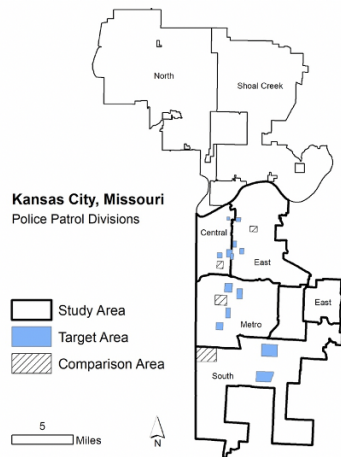 North
Shoal Creek
Kansas City, Missouri
Police Patrol Divisions
Central
East
East
Metro
South
Study Area
Target Area
Comparison Area
5
Miles
N